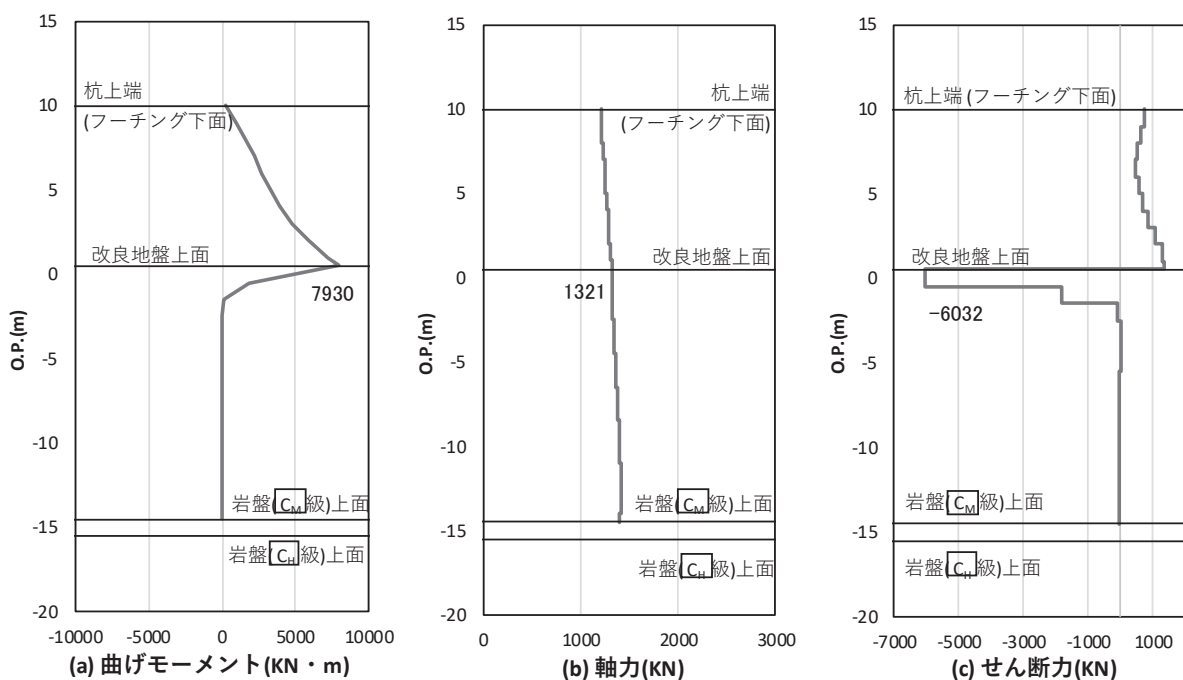 15
10
5
0
-5
-10
-15
-20
O.P.(m)
杭上端
(フーチング下面)
改良地盤上面
7930
岩盤(CM級)上面
岩盤(CH級)上面
-10000 -5000 0 5000 10000
(a) 曲げモーメント(KN・m)
15
10
5
0
-5
-10
-15
-20
O.P.(m)
杭上端
(フーチング下面)
改良地盤上面
1321
岩盤(CM級)上面
岩盤(CH級)上面
0 1000 2000 3000
(b) 軸力(KN)
15
10
5
0
-5
-10
-15
-20
O.P.(m)
杭上端 (フーチング下面)
改良地盤上面
-6032
岩盤(CM級)上面
岩盤(CH級)上面
-7000 -5000 -3000 -1000 1000
(c) せん断力(KN)